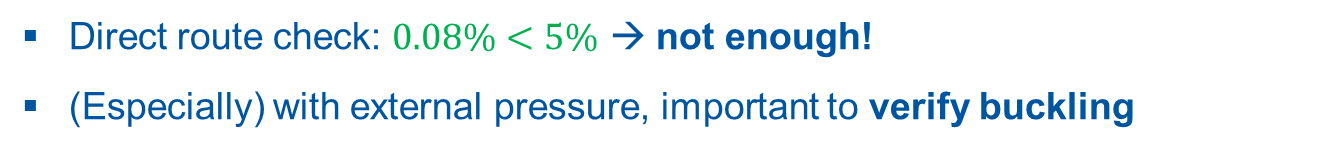 ▪ Direct route check: 0.08% < 5% → not enough!
▪ (Especially) with external pressure, important to verify buckling